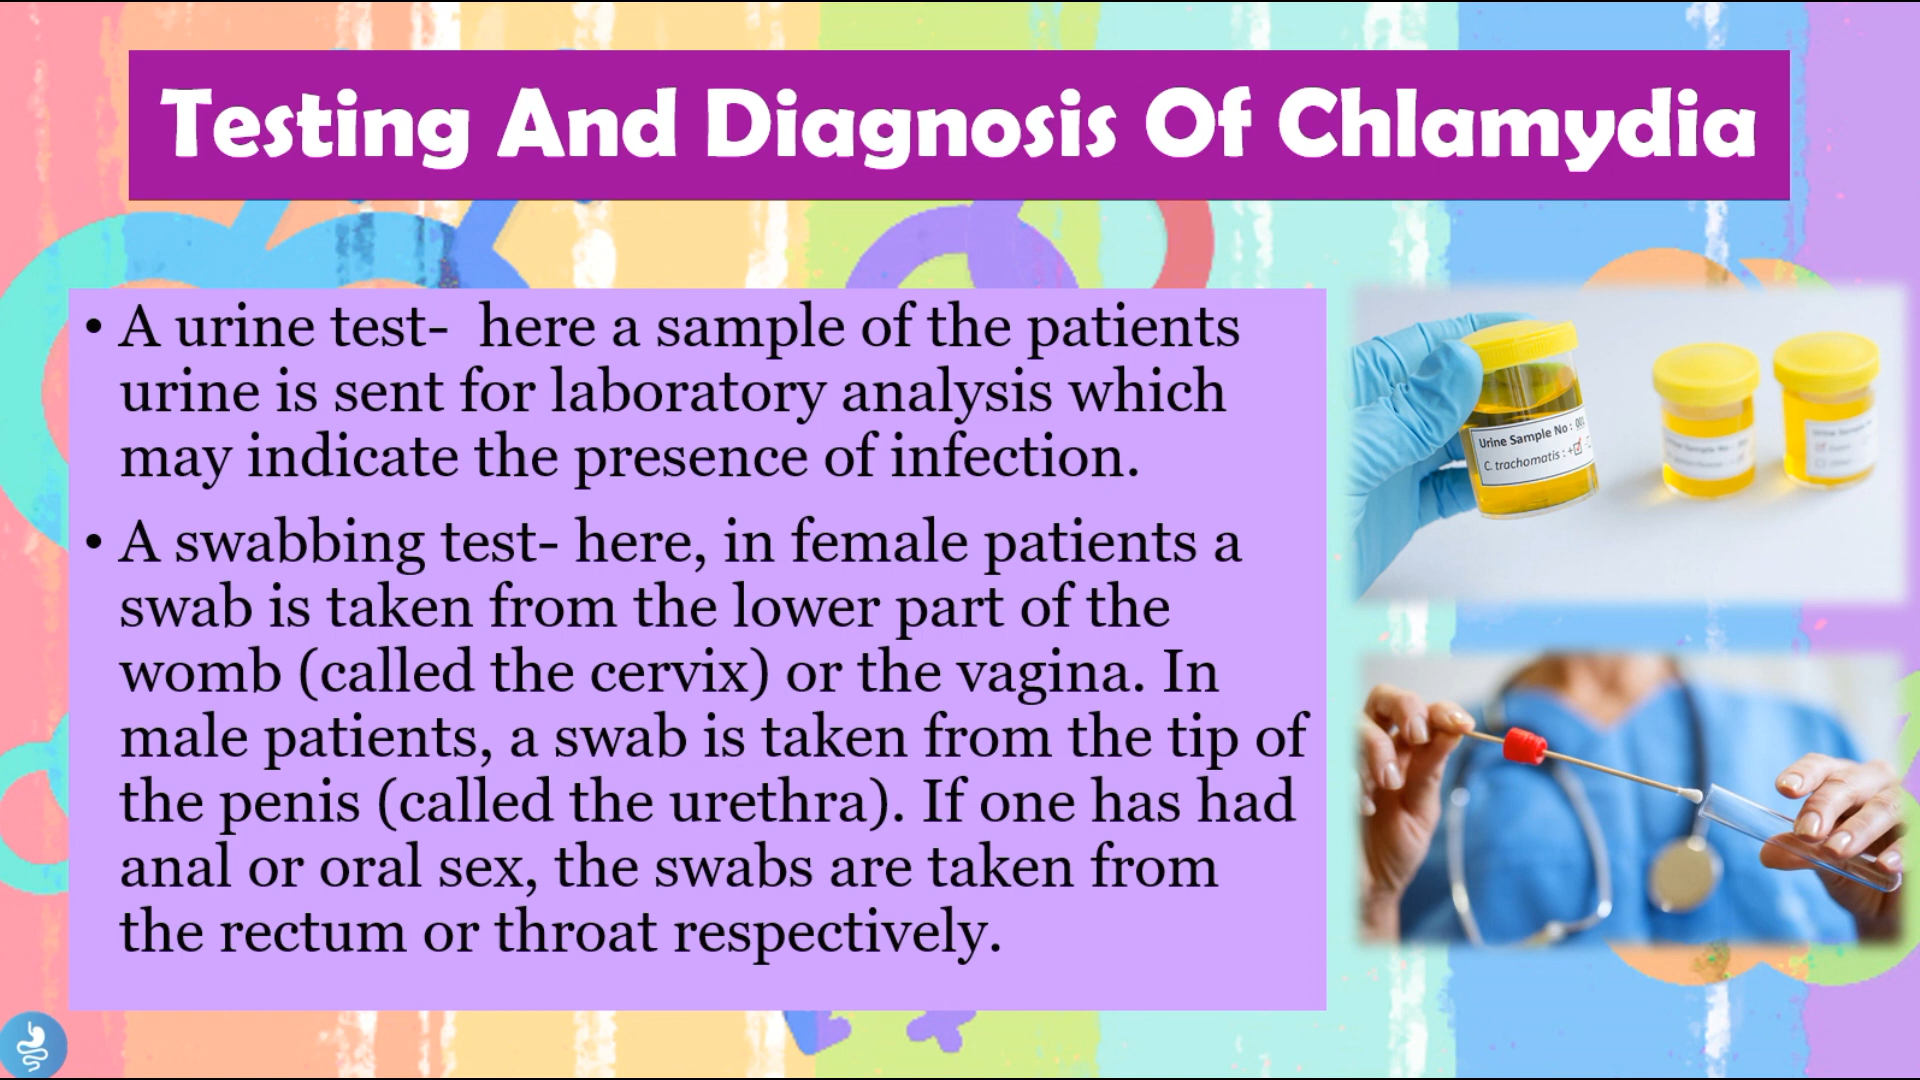 Testing And Diagnosis Of Chlamydia
• A urine test-  here a sample of the patients
urine is sent for laboratory analysis which
may indicate the presence of infection.
• A swabbing test- here, in female patients a
swab is taken from the lower part of the
womb (called the cervix) or the vagina. In
male patients, a swab is taken from the tip of
the penis (called the urethra). If one has had
anal or oral sex, the swabs are taken from
the rectum or throat respectively.
Urine Sample No :
C. trachomatis : +
Urine Sample No